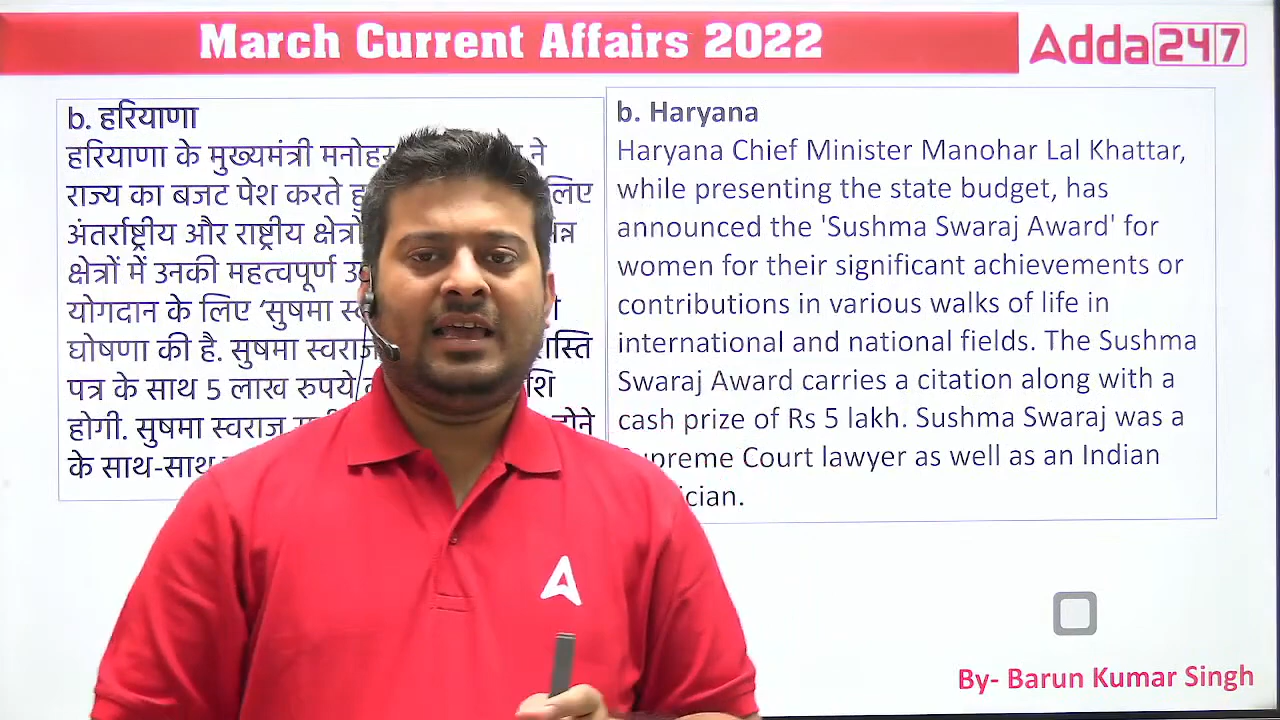 March Current Affairs 2022
Adda247
b. हरियाणा
हरियाणा के मुख्यमंत्री ने
राज्य का बजट पेश करते
अंतर्राष्ट्रीय और राष्ट्रीय
क्षेत्रों में उनकी महत्वपूर्ण
योगदान के लिए ‘सुषमा
घोषणा की है. सुषमा स्वराज
पत्र के साथ 5 लाख रुपये
होगी. सुषमा स्वराज होने
के साथ-साथ
b. Haryana
Haryana Chief Minister Manohar Lal Khattar,
while presenting the state budget, has
announced the 'Sushma Swaraj Award' for
women for their significant achievements or
contributions in various walks of life in
international and national fields. The Sushma
Swaraj Award carries a citation along with a
cash prize of Rs 5 lakh. Sushma Swaraj was a
Supreme Court lawyer as well as an Indian
By- Barun Kumar Singh